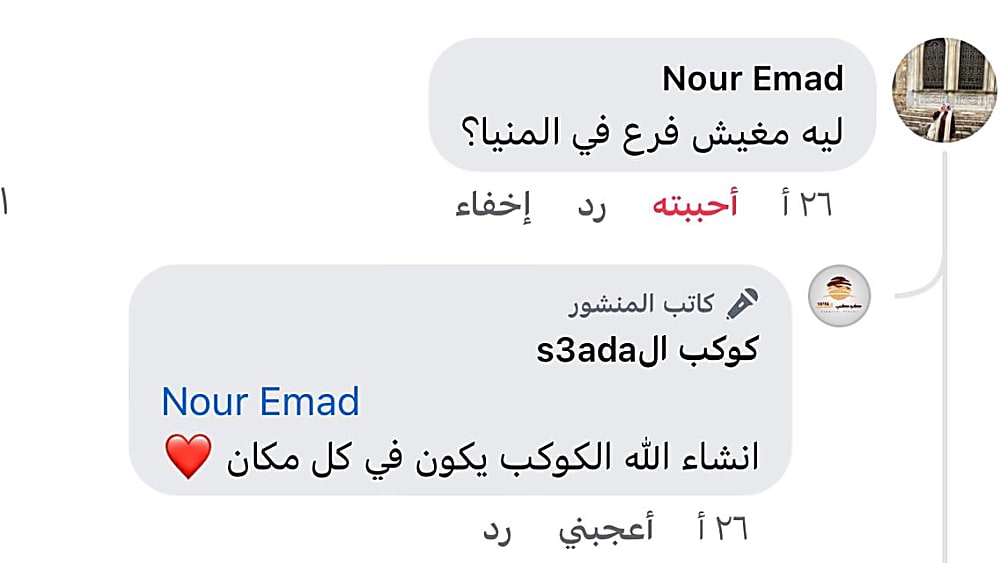 Nour Emad
ليه مغيش فرع في المنيا؟
٢٦ أ أحببته رد إخفاء
١
كاتب المنشور
كوكب الs3ada
Nour Emad
انشاء الله الكوكب يكون في كل مكان ❤️
٢٦ أ أعجبني رد